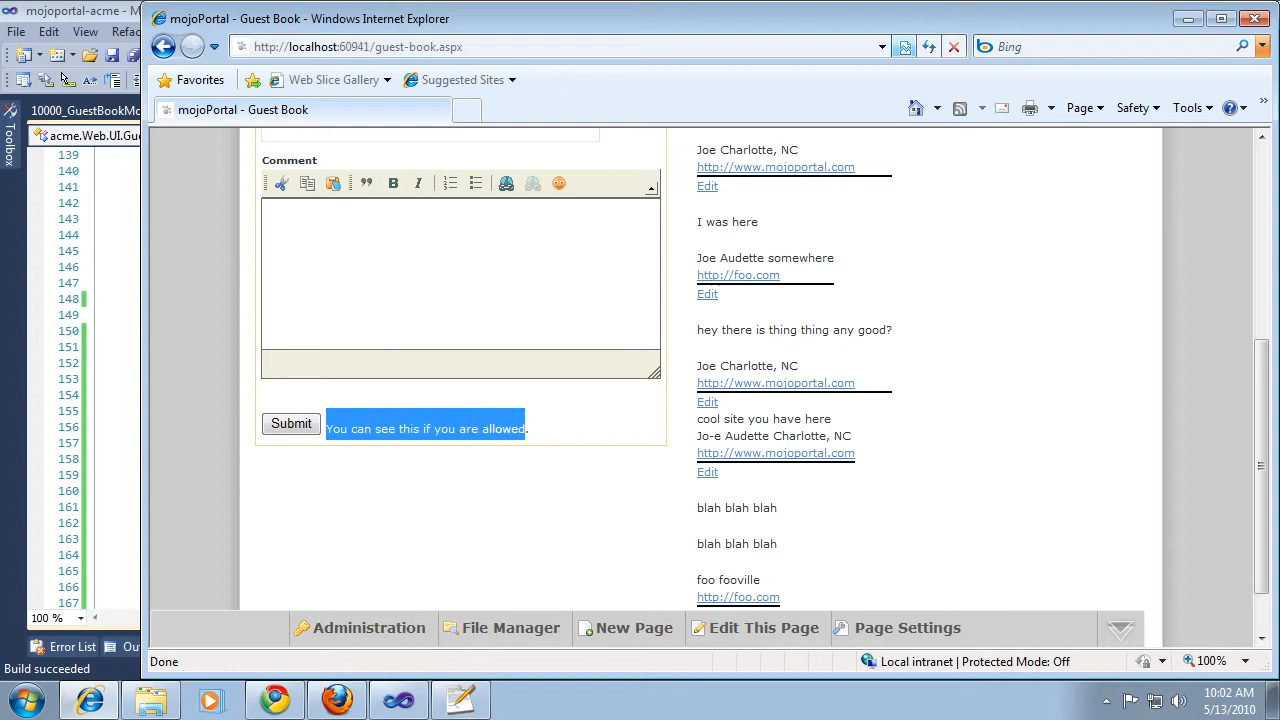 mojoportal-acme
File Edit View Refa
10000_GuestBookMo
acme.Web.UI.Gue
Toolbox
139
140
141
142
143
144
145
146
147
148
149
150
151
152
153
154
155
156
157
158
159
160
161
162
163
164
165
166
167
100 %
Error List Ou
Build succeeded
mojoPortal - Guest Book - Windows Internet Explorer
http://localhost:60941/guest-book.aspx
Bing
Favorites Web Slice Gallery Suggested Sites
mojoPortal - Guest Book
Page Safety Tools
Comment
Submit You can see this if you are allowed.
Joe Charlotte, NC
http://www.mojoportal.com
Edit
I was here
Joe Audette somewhere
http://foo.com
Edit
hey there is thing thing any good?
Joe Charlotte, NC
http://www.mojoportal.com
Edit
cool site you have here
Jo-e Audette Charlotte, NC
http://www.mojoportal.com
Edit
blah blah blah
blah blah blah
foo fooville
http://foo.com
Administration File Manager New Page Edit This Page Page Settings
Done
Local intranet | Protected Mode: Off
100%
10:02 AM
5/13/2010